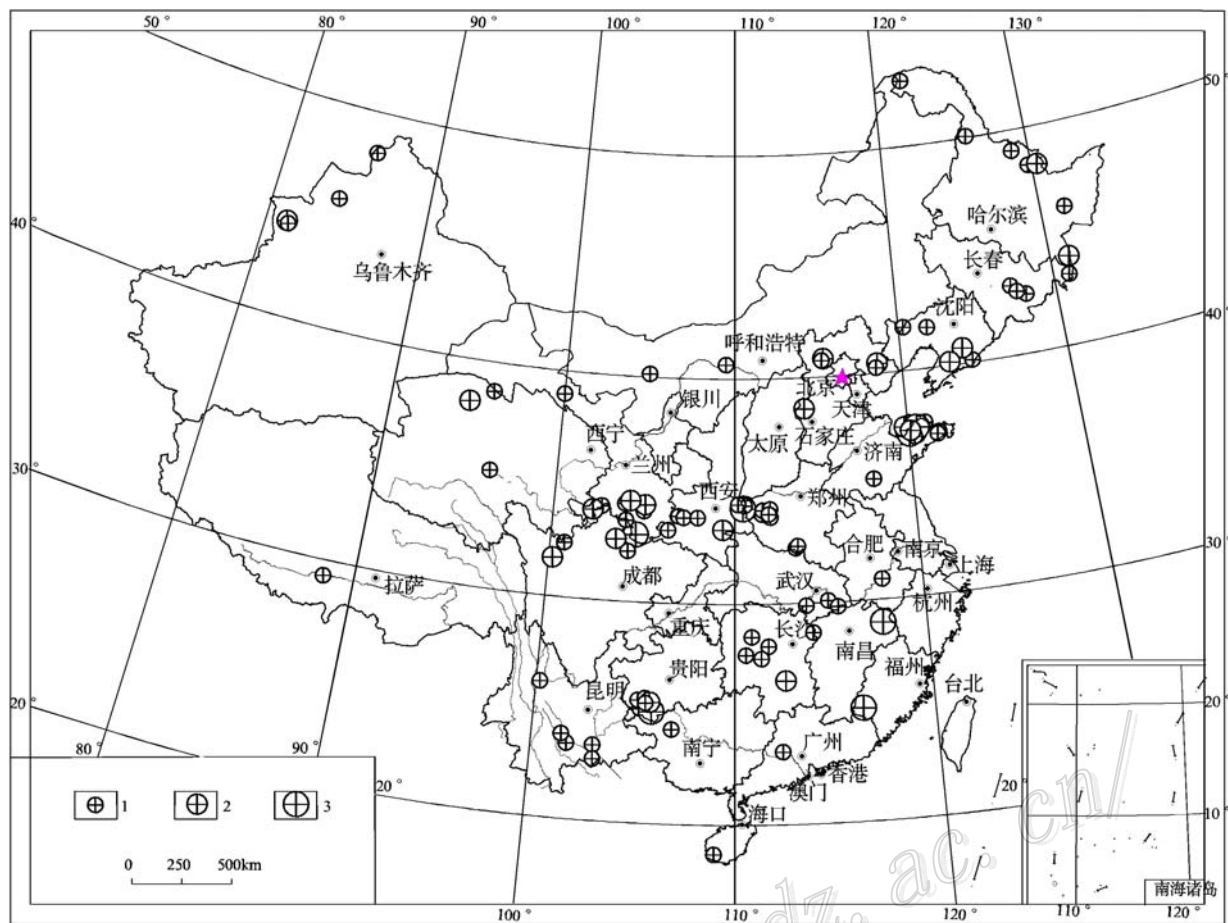 50° 80° 90° 100° 110° 120° 130°
50°
40°
40°
30°
30°
20°
20°
10°
哈尔滨
长春
乌鲁木齐
沈阳
呼和浩特
北京
银川
天津
石家庄
太原
西宁
济南
兰州
西安
郑州
合肥
南京
上海
成都
武汉
杭州
拉萨
重庆
长沙
南昌
贵阳
福州
台北
昆明
南宁
广州
香港
澳门
海口
80° 90°
20°
20°
1 2 3
0 250 500km
100° 110° 120° 110° 120°
南海诸岛
dz. ac. cn/